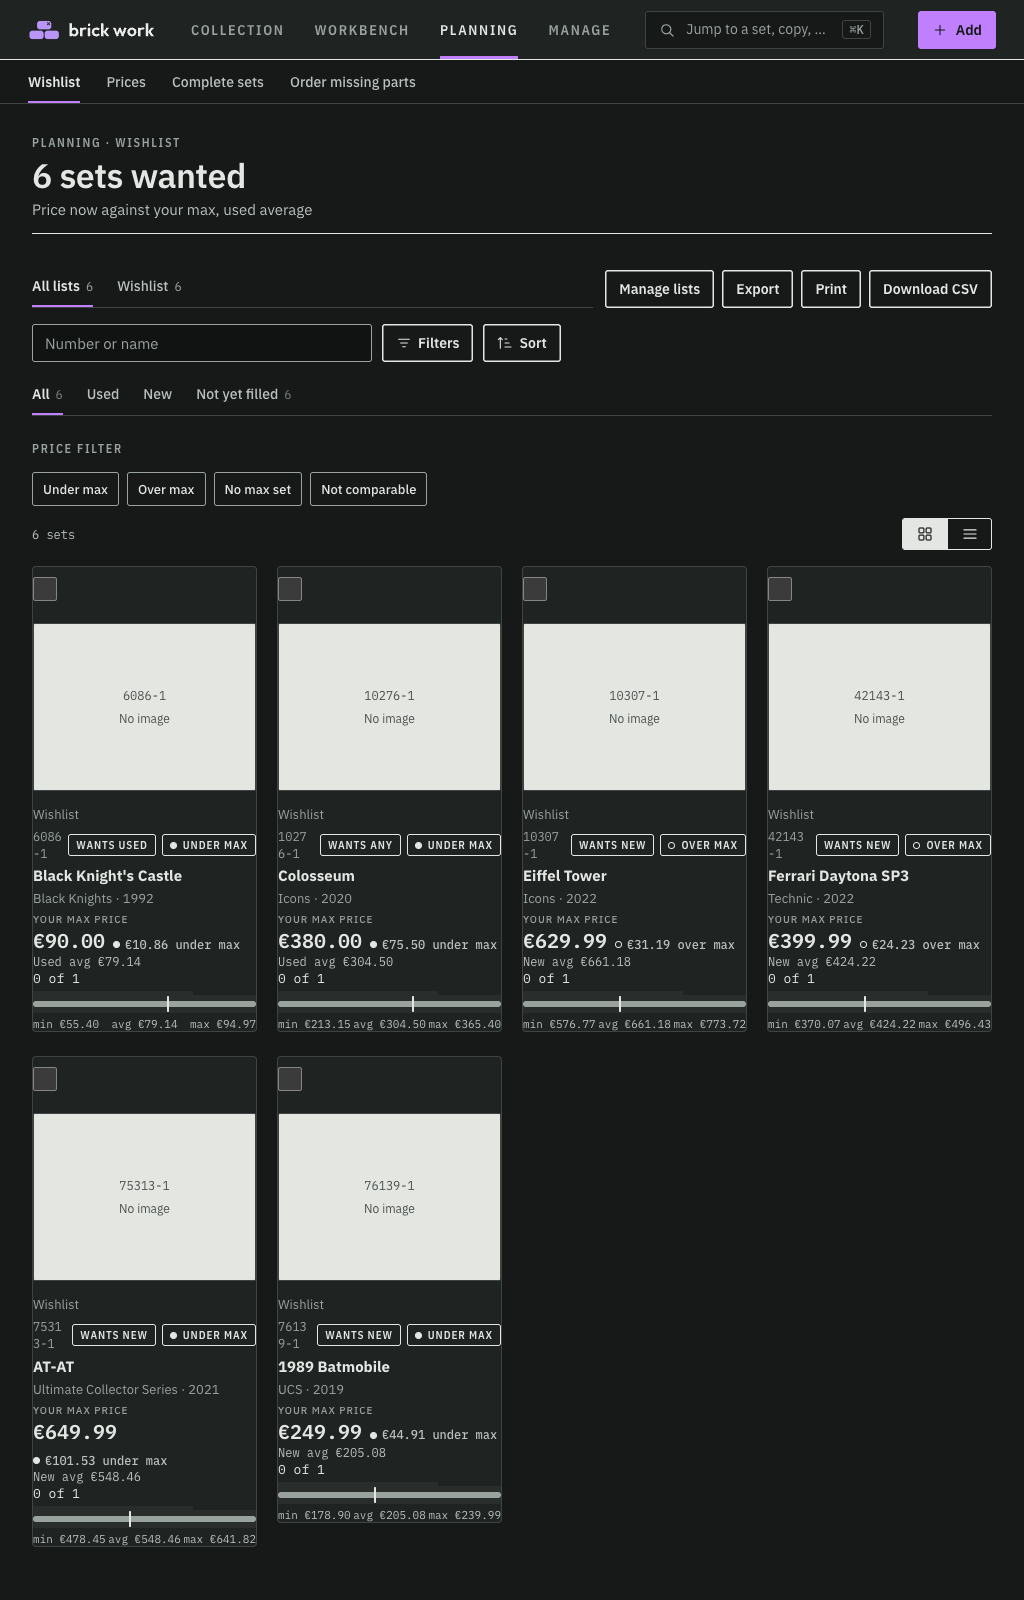 brick work
COLLECTION WORKBENCH PLANNING MANAGE
Jump to a set, copy, ... ⌘K
+ Add
Wishlist Prices Complete sets Order missing parts
PLANNING · WISHLIST
6 sets wanted
Price now against your max, used average
All lists 6 Wishlist 6
Manage lists Export Print Download CSV
Number or name Filters Sort
All 6 Used New Not yet filled 6
PRICE FILTER
Under max Over max No max set Not comparable
6 sets
6086-1
No image
Wishlist
6086
-1
WANTS USED UNDER MAX
Black Knight's Castle
Black Knights · 1992
YOUR MAX PRICE
€90.00 €10.86 under max
Used avg €79.14
0 of 1
min €55.40 avg €79.14 max €94.97
10276-1
No image
Wishlist
1027
6-1
WANTS ANY UNDER MAX
Colosseum
Icons · 2020
YOUR MAX PRICE
€380.00 €75.50 under max
Used avg €304.50
0 of 1
min €213.15 avg €304.50 max €365.40
10307-1
No image
Wishlist
10307
-1
WANTS NEW OVER MAX
Eiffel Tower
Icons · 2022
YOUR MAX PRICE
€629.99 €31.19 over max
New avg €661.18
0 of 1
min €576.77 avg €661.18 max €773.72
42143-1
No image
Wishlist
42143
-1
WANTS NEW OVER MAX
Ferrari Daytona SP3
Technic · 2022
YOUR MAX PRICE
€399.99 €24.23 over max
New avg €424.22
0 of 1
min €370.07 avg €424.22 max €496.43
75313-1
No image
Wishlist
7531
3-1
WANTS NEW UNDER MAX
AT-AT
Ultimate Collector Series · 2021
YOUR MAX PRICE
€649.99
€101.53 under max
New avg €548.46
0 of 1
min €478.45 avg €548.46 max €641.82
76139-1
No image
Wishlist
7613
9-1
WANTS NEW UNDER MAX
1989 Batmobile
UCS · 2019
YOUR MAX PRICE
€249.99 €44.91 under max
New avg €205.08
0 of 1
min €178.90 avg €205.08 max €239.99